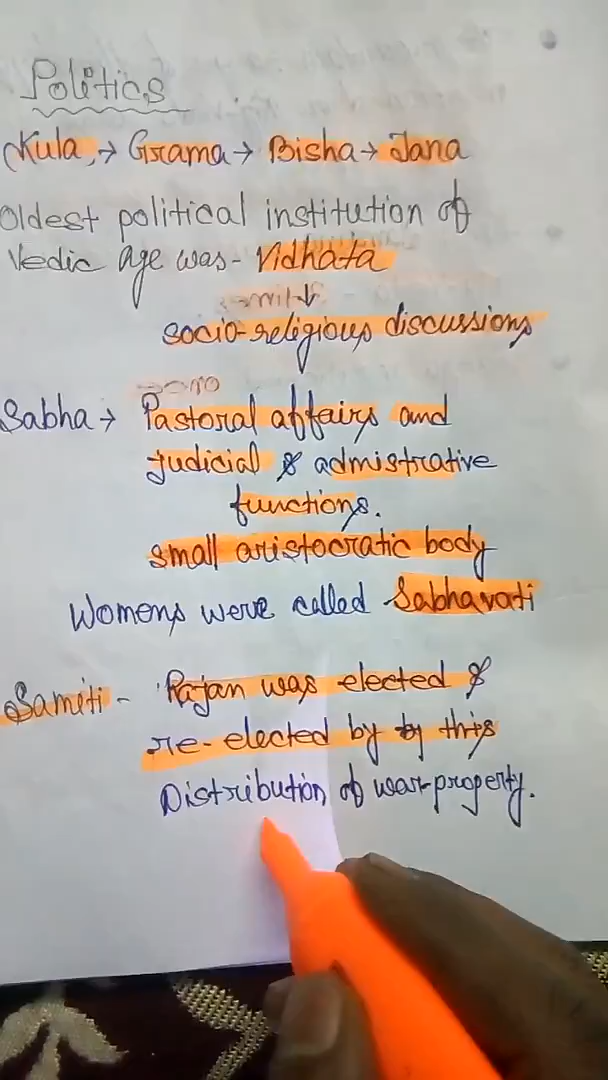 Politics
Kula, → Grama → Bisha → Jana
Oldest political institution of
Vedic Age was - Vidhata
socio-religious discussions
Sabha → Pastoral affairs and
judicial & admistrative
functions.
small aristocratic body
Womens were called Sabhavati
Samiti - Rajan was elected &
re-elected by by this
Distribution of war-property.